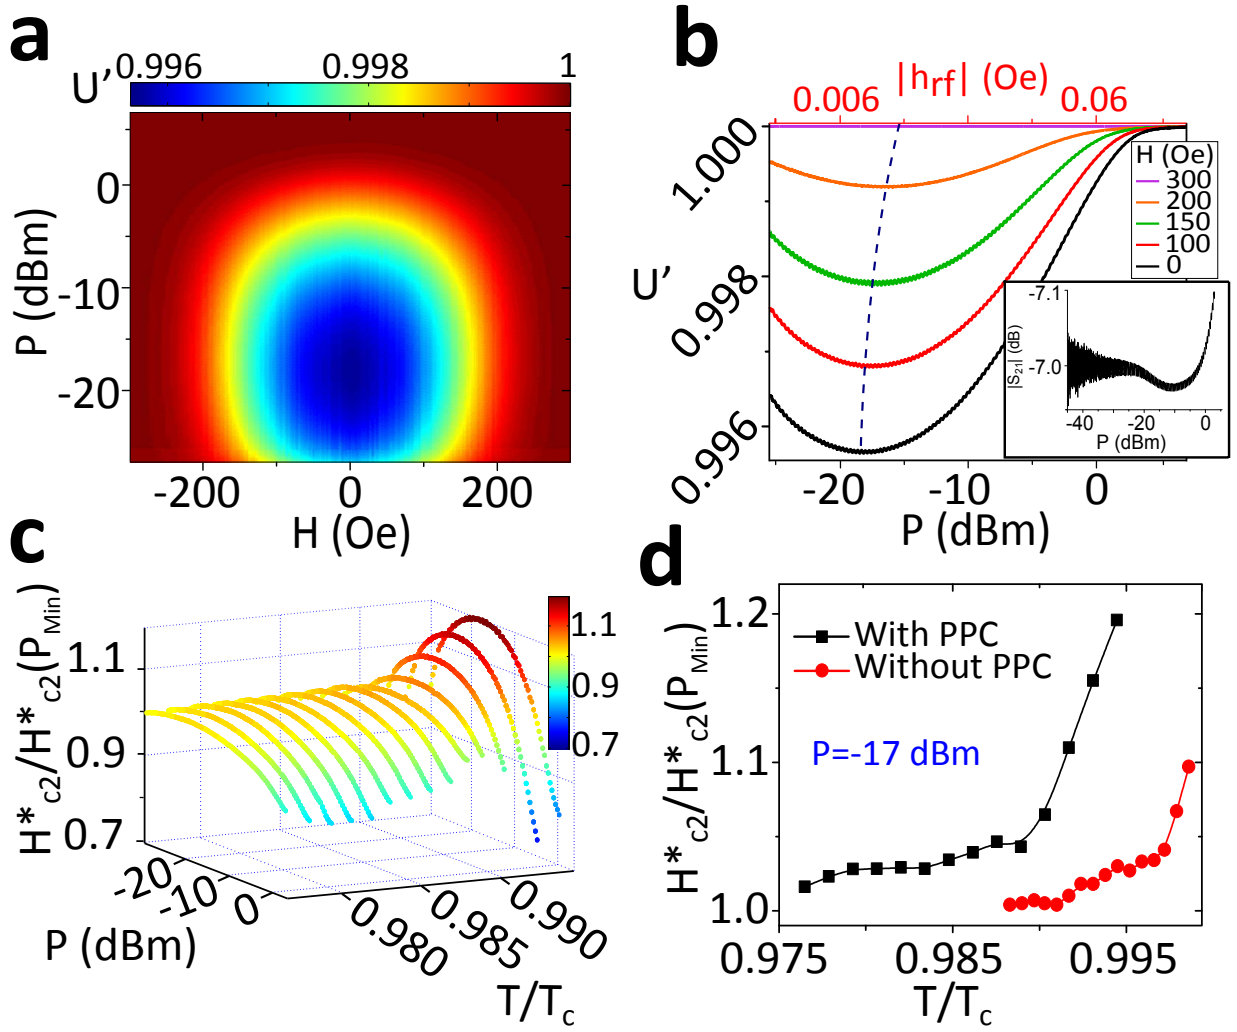 a
U' 0.996 0.998 1
P (dBm)
0
-10
-20
-200 0 200
H (Oe)
b
|hrf| (Oe)
0.006 0.06
U'
1.000
0.998
0.996
H (Oe)
300
200
150
100
0
|S21| (dB)
-7.1
-7.0
-40 -20 0
P (dBm)
-20 -10 0
P (dBm)
c
H*c2/H*c2(PMin)
1.1
0.9
0.7
1.1
0.9
0.7
-20
-10
0
P (dBm)
0.980
0.985
0.990
T/Tc
d
H*c2/H*c2(PMin)
1.2
1.1
1.0
With PPC
Without PPC
P=-17 dBm
0.975 0.985 0.995
T/Tc